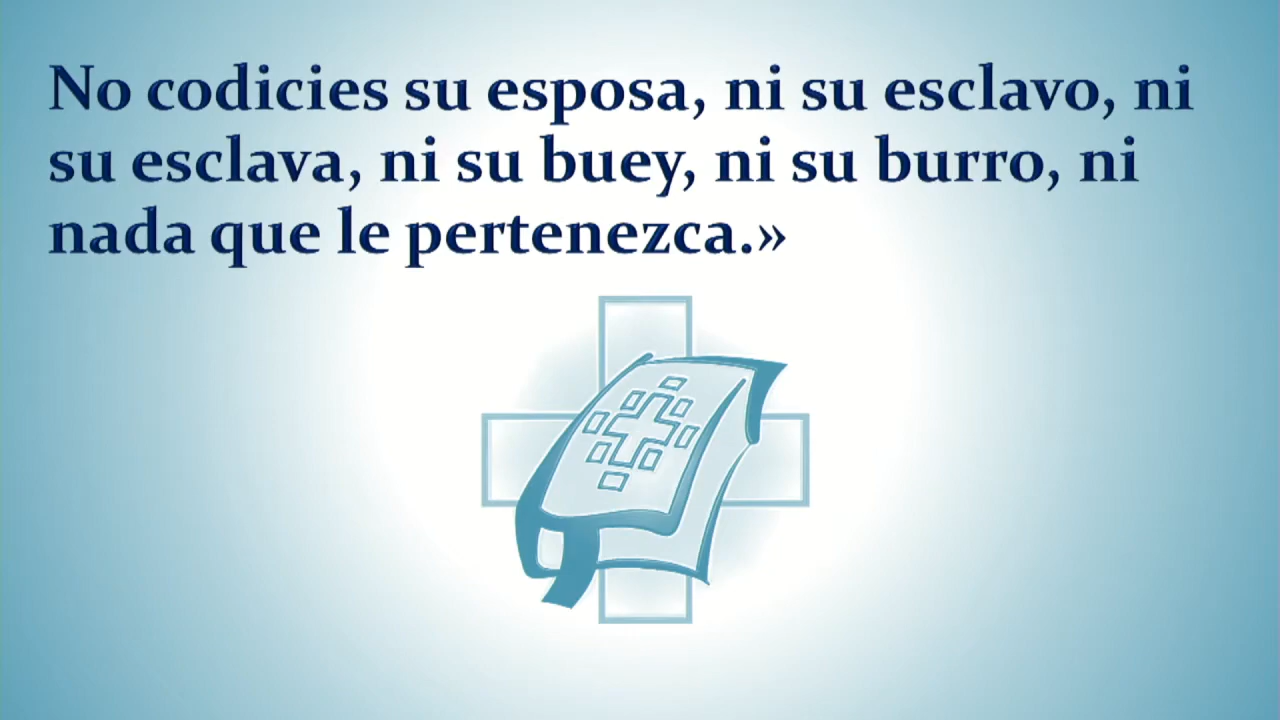 No codicies su esposa, ni su esclavo, ni
su esclava, ni su buey, ni su burro, ni
nada que le pertenezca.»